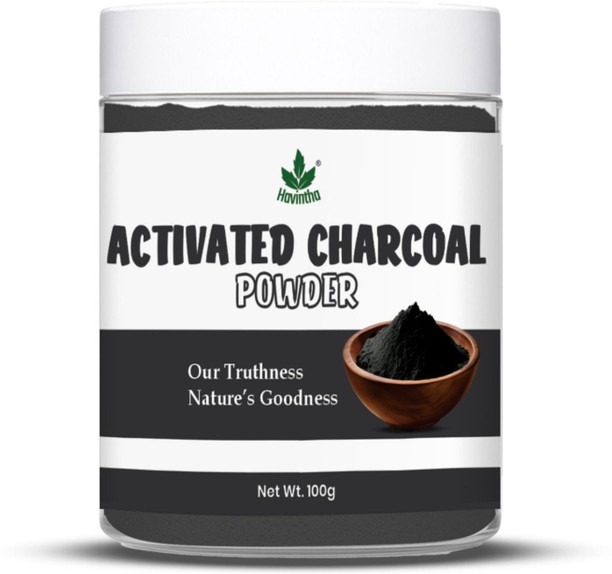 ®
Havintha
ACTIVATED CHARCOAL
POWDER
Our Truthness
Nature's Goodness
Net Wt. 100g